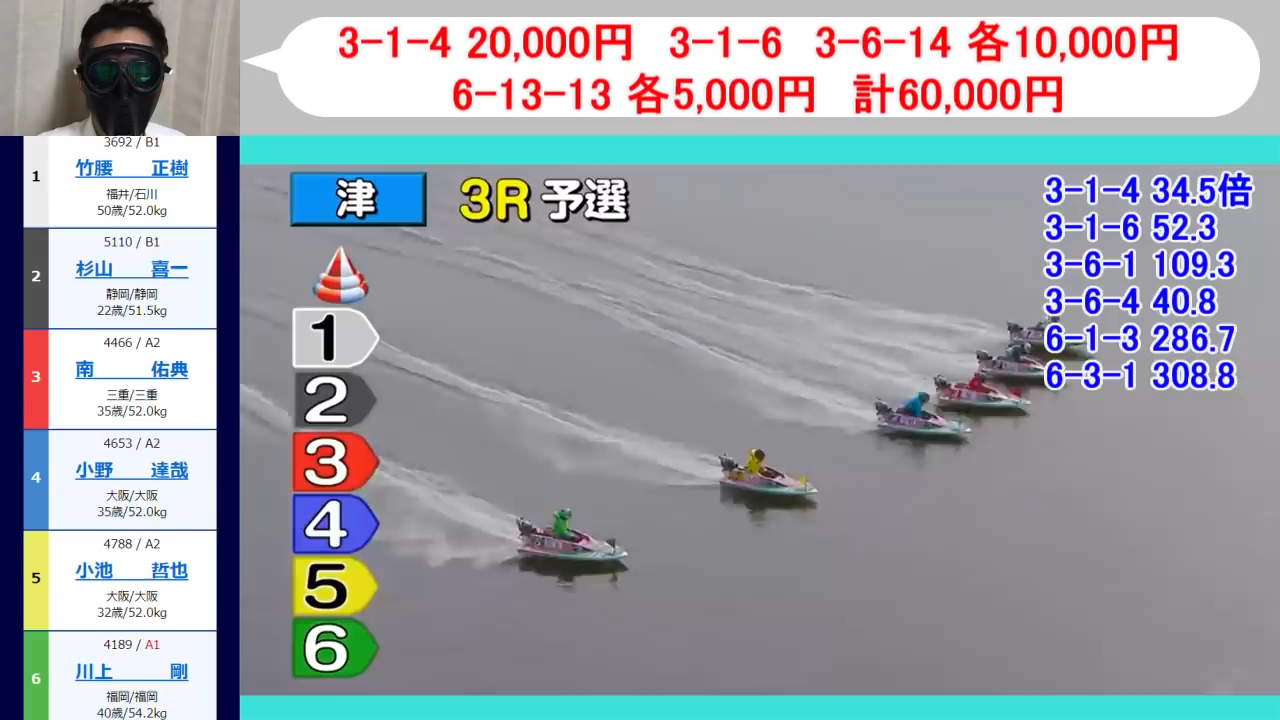 3-1-4 20,000円 3-1-6 3-6-14 各10,000円
6-13-13 各5,000円 計60,000円
3692 / B1
1
竹腰 正樹
福井/石川
50歳/52.0kg
5110 / B1
2
杉山 喜一
静岡/静岡
22歳/51.5kg
4466 / A2
3
南 佑典
三重/三重
35歳/52.0kg
4653 / A2
4
小野 達哉
大阪/大阪
35歳/52.0kg
4788 / A2
5
小池 哲也
大阪/大阪
32歳/52.0kg
4189 / A1
6
川上 剛
福岡/福岡
40歳/54.2kg
津 3R 予選
1
2
3
4
5
6
3-1-4 34.5倍
3-1-6 52.3
3-6-1 109.3
3-6-4 40.8
6-1-3 286.7
6-3-1 308.8